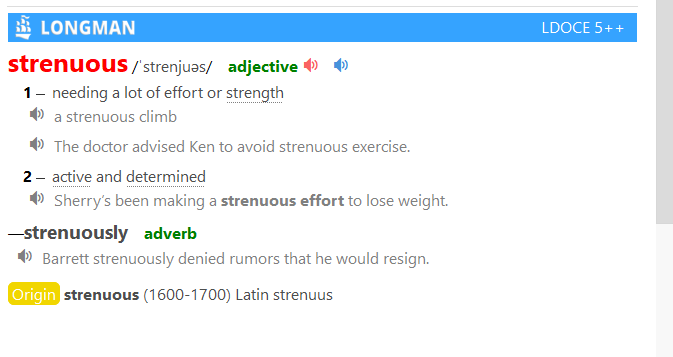 LONGMAN LDOCE 5++
strenuous /ˈstrenjuəs/ adjective
1 – needing a lot of effort or strength
a strenuous climb
The doctor advised Ken to avoid strenuous exercise.
2 – active and determined
Sherry’s been making a strenuous effort to lose weight.
—strenuously adverb
Barrett strenuously denied rumors that he would resign.
Origin strenuous (1600-1700) Latin strenuus